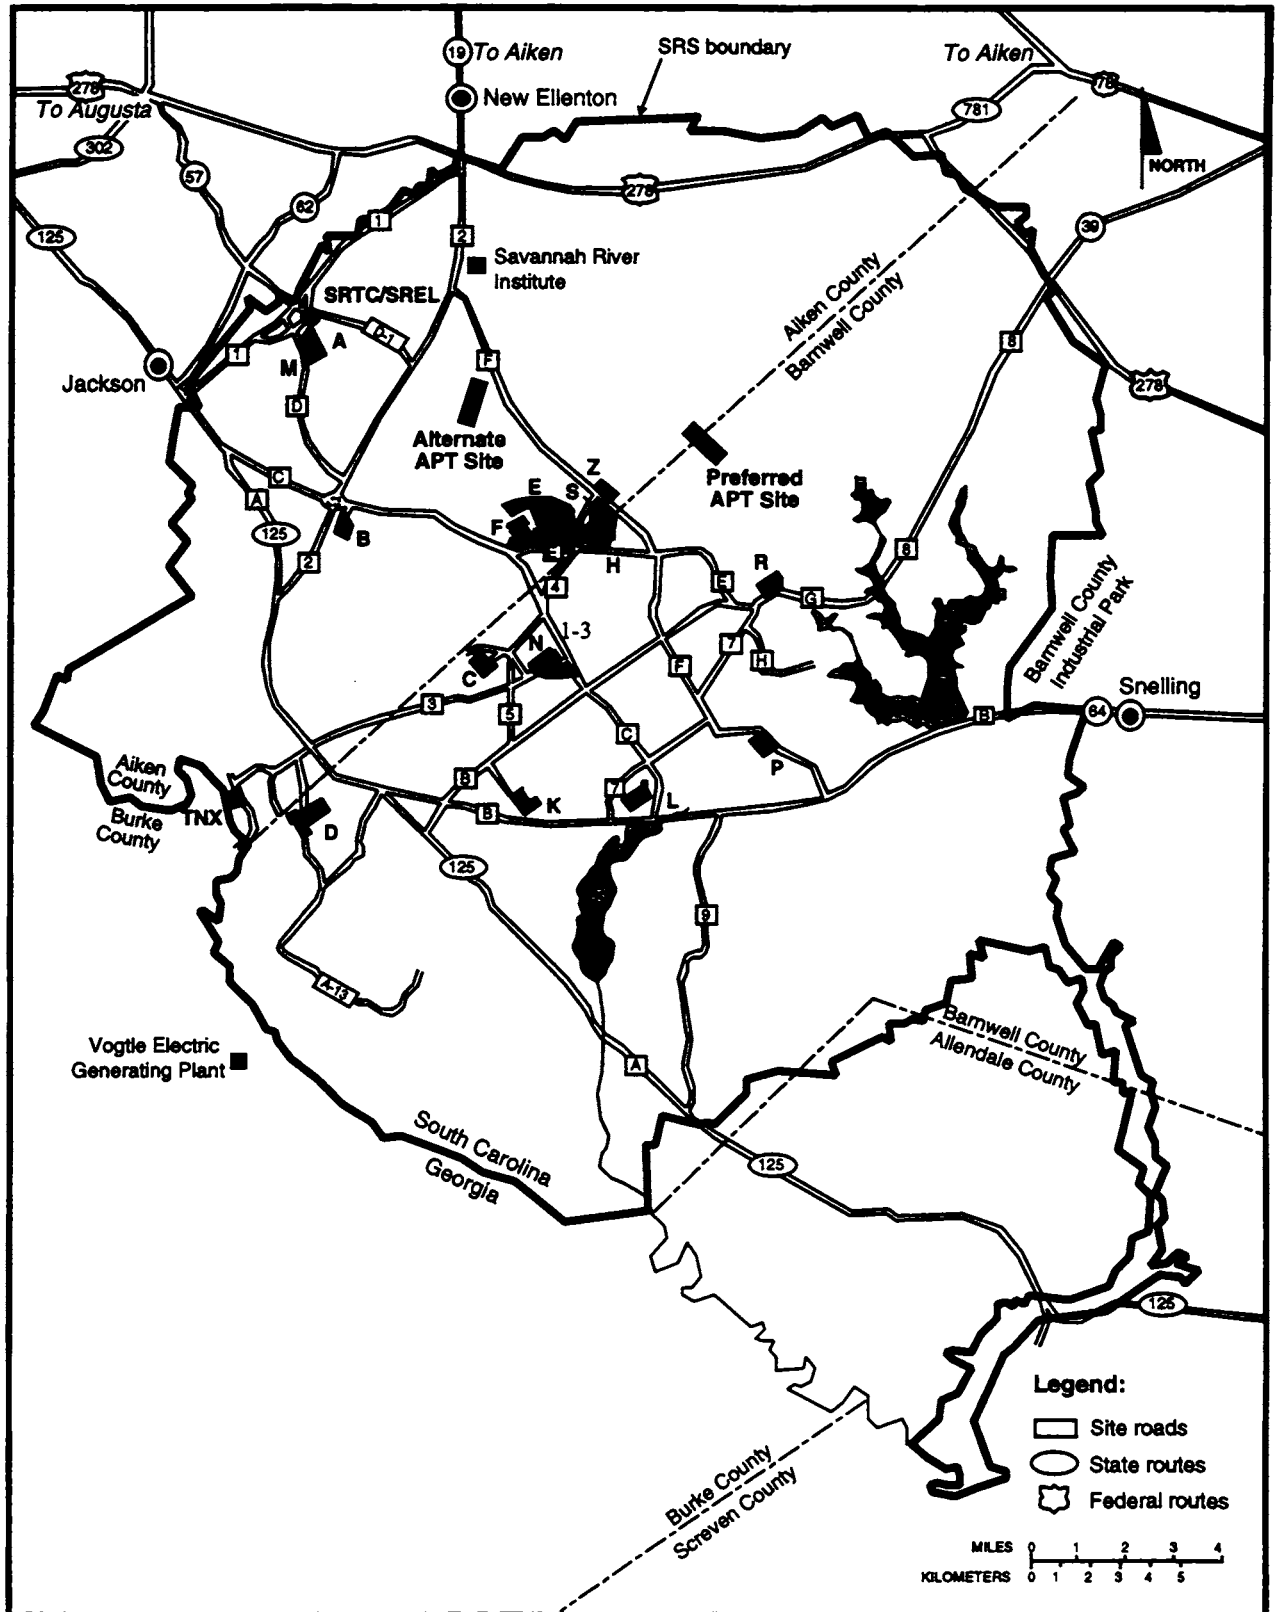 19 To Aiken
SRS boundary
To Aiken
278
78
To Augusta
New Ellenton
781
302
NORTH
57
278
62
1
39
125
2
Savannah River
Institute
Aiken County
Barnwell County
SRTC/SREL
D-1
A
8
1
M
F
Jackson
278
D
Alternate
APT Site
Z
Preferred
APT Site
C
E
S
A
F
125
B
8
E
H
2
4
E
R
G
Barnwell County
Industrial Park
1-3
N
7
C
F
H
Snelling
3
5
B
64
C
Aiken
County
8
P
7
Burke
County
TNX
B
K
L
D
125
9
A-13
Barnwell County
Allendale County
Vogtle Electric
Generating Plant
A
South Carolina
Georgia
125
125
Legend:
Site roads
State routes
Federal routes
Burke County
Screven County
MILES 0 1 2 3 4
KILOMETERS 0 1 2 3 4 5